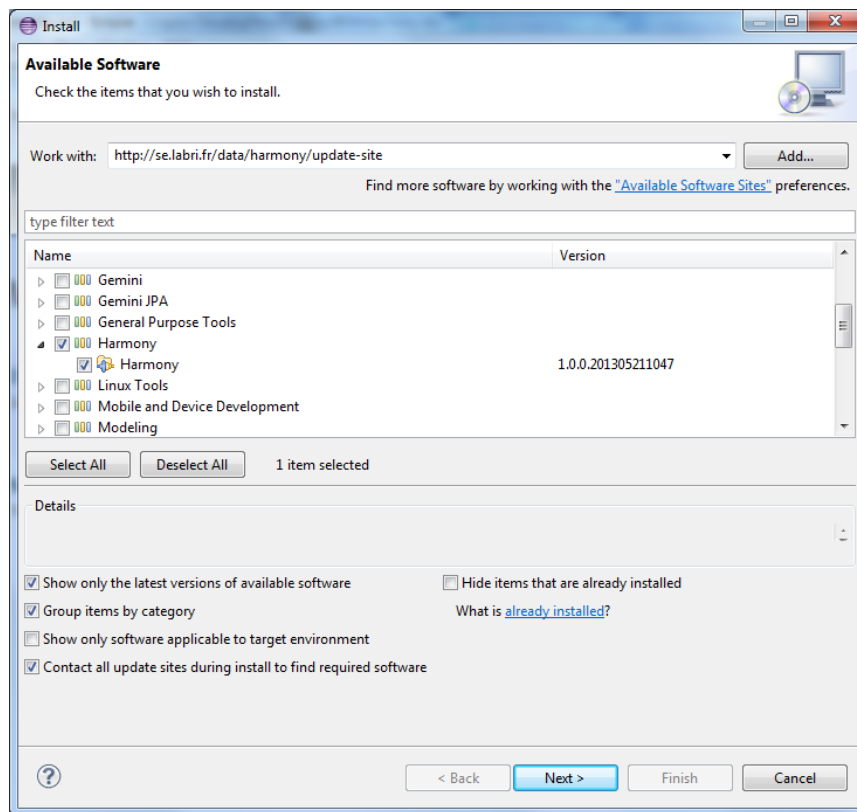 Install
Available Software
Check the items that you wish to install.
Work with: http://se.labri.fr/data/harmony/update-site Add...
Find more software by working with the "Available Software Sites" preferences.
type filter text
Name Version
Gemini
Gemini JPA
General Purpose Tools
Harmony
Harmony 1.0.0.201305211047
Linux Tools
Mobile and Device Development
Modeling
Select All Deselect All 1 item selected
Details
Show only the latest versions of available software Hide items that are already installed
Group items by category What is already installed?
Show only software applicable to target environment
Contact all update sites during install to find required software
< Back Next > Finish Cancel